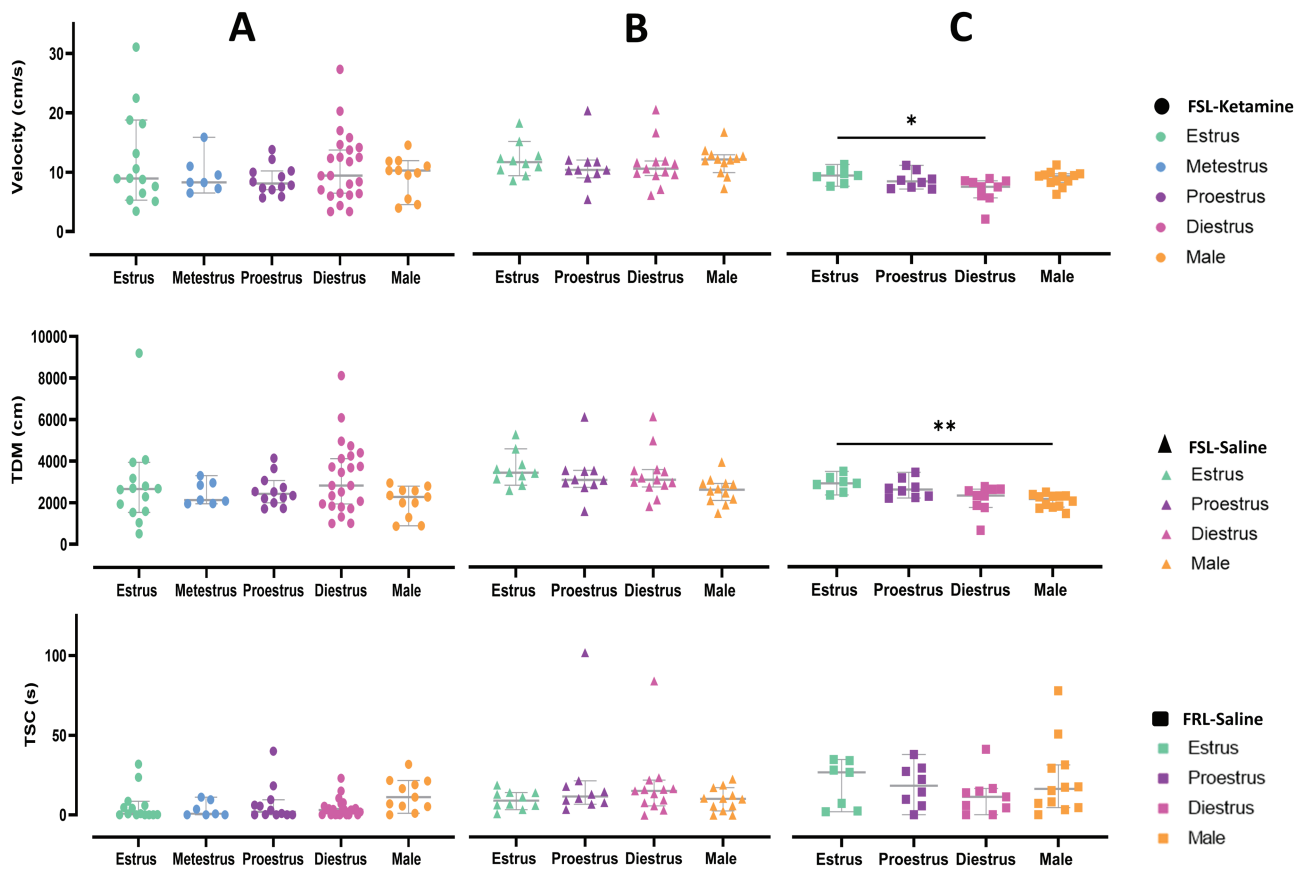 A B C
Velocity (cm/s)
30
20
10
0
*
Estrus Metestrus Proestrus Diestrus Male
Estrus Proestrus Diestrus Male
Estrus Proestrus Diestrus Male
FSL-Ketamine
Estrus
Metestrus
Proestrus
Diestrus
Male
TDM (cm)
10000
8000
6000
4000
2000
0
**
Estrus Metestrus Proestrus Diestrus Male
Estrus Proestrus Diestrus Male
Estrus Proestrus Diestrus Male
FSL-Saline
Estrus
Proestrus
Diestrus
Male
TSC (s)
100
50
0
Estrus Metestrus Proestrus Diestrus Male
Estrus Proestrus Diestrus Male
Estrus Proestrus Diestrus Male
FRL-Saline
Estrus
Proestrus
Diestrus
Male